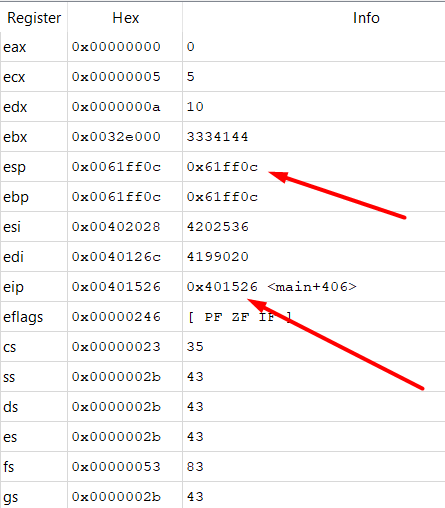 Register Hex Info
eax 0x00000000 0
ecx 0x00000005 5
edx 0x0000000a 10
ebx 0x0032e000 3334144
esp 0x0061ff0c 0x61ff0c
ebp 0x0061ff0c 0x61ff0c
esi 0x00402028 4202536
edi 0x0040126c 4199020
eip 0x00401526 0x401526 <main+406>
eflags 0x00000246 [ PF ZF IF ]
cs 0x00000023 35
ss 0x0000002b 43
ds 0x0000002b 43
es 0x0000002b 43
fs 0x00000053 83
gs 0x0000002b 43